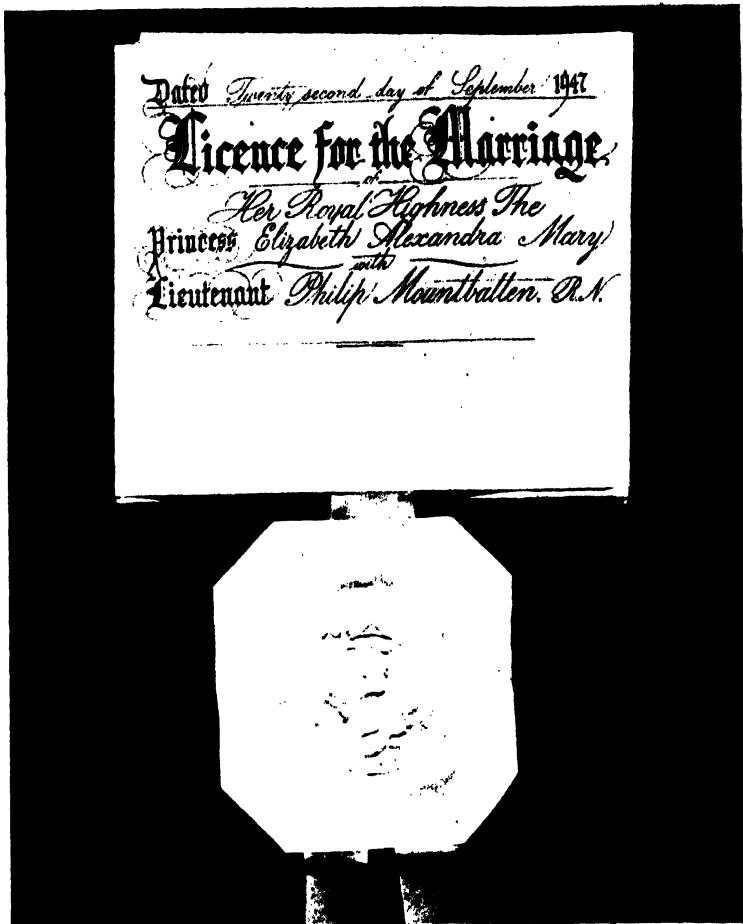 Dated Twenty second day of September 1947
Licence for the Marriage
of
Her Royal Highness The
Princess Elizabeth Alexandra Mary
with
Lieutenant Philip Mountbatten. R.N.